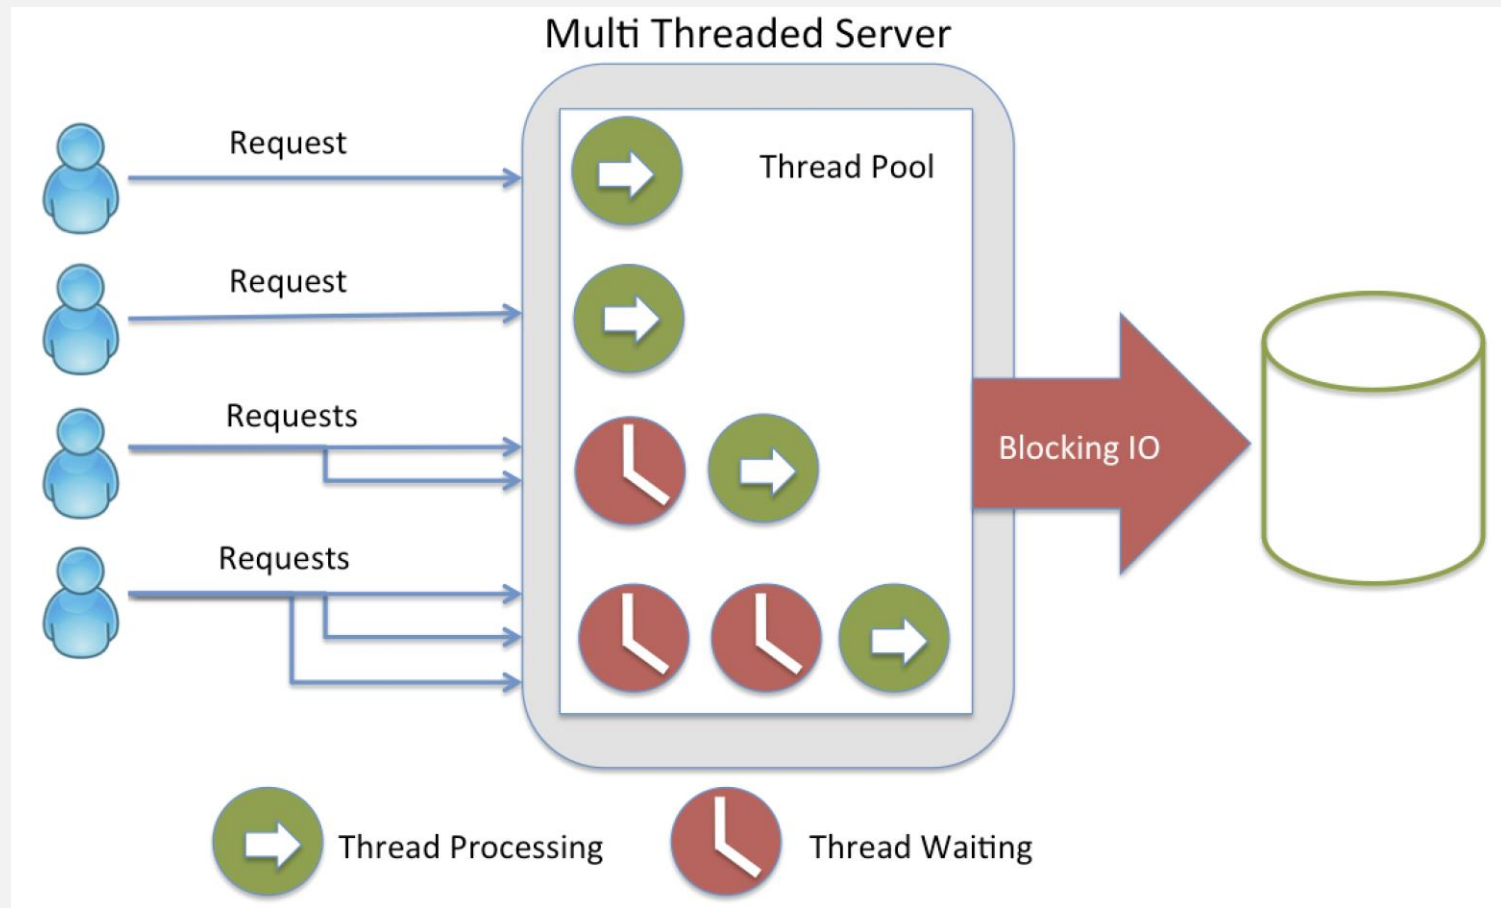 Multi Threaded Server
Request
Thread Pool
Request
Requests
Blocking IO
Requests
Thread Processing
Thread Waiting